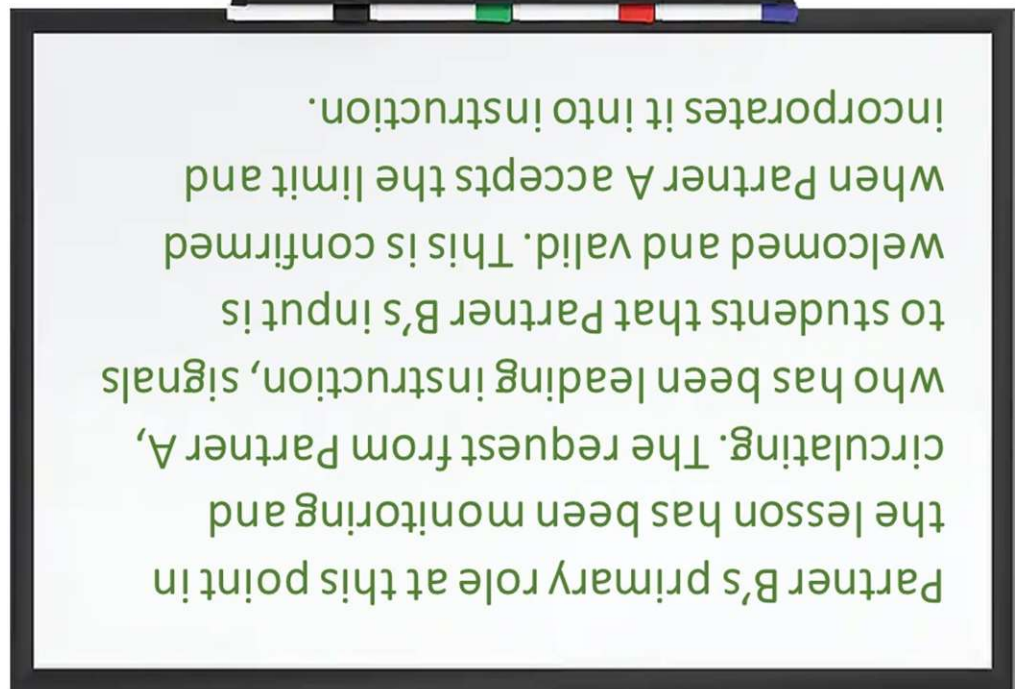 Partner B's primary role at this point in
the lesson has been monitoring and
circulating. The request from Partner A,
who has been leading instruction, signals
to students that Partner B's input is
welcomed and valid. This is confirmed
when Partner A accepts the limit and
incorporates it into instruction.